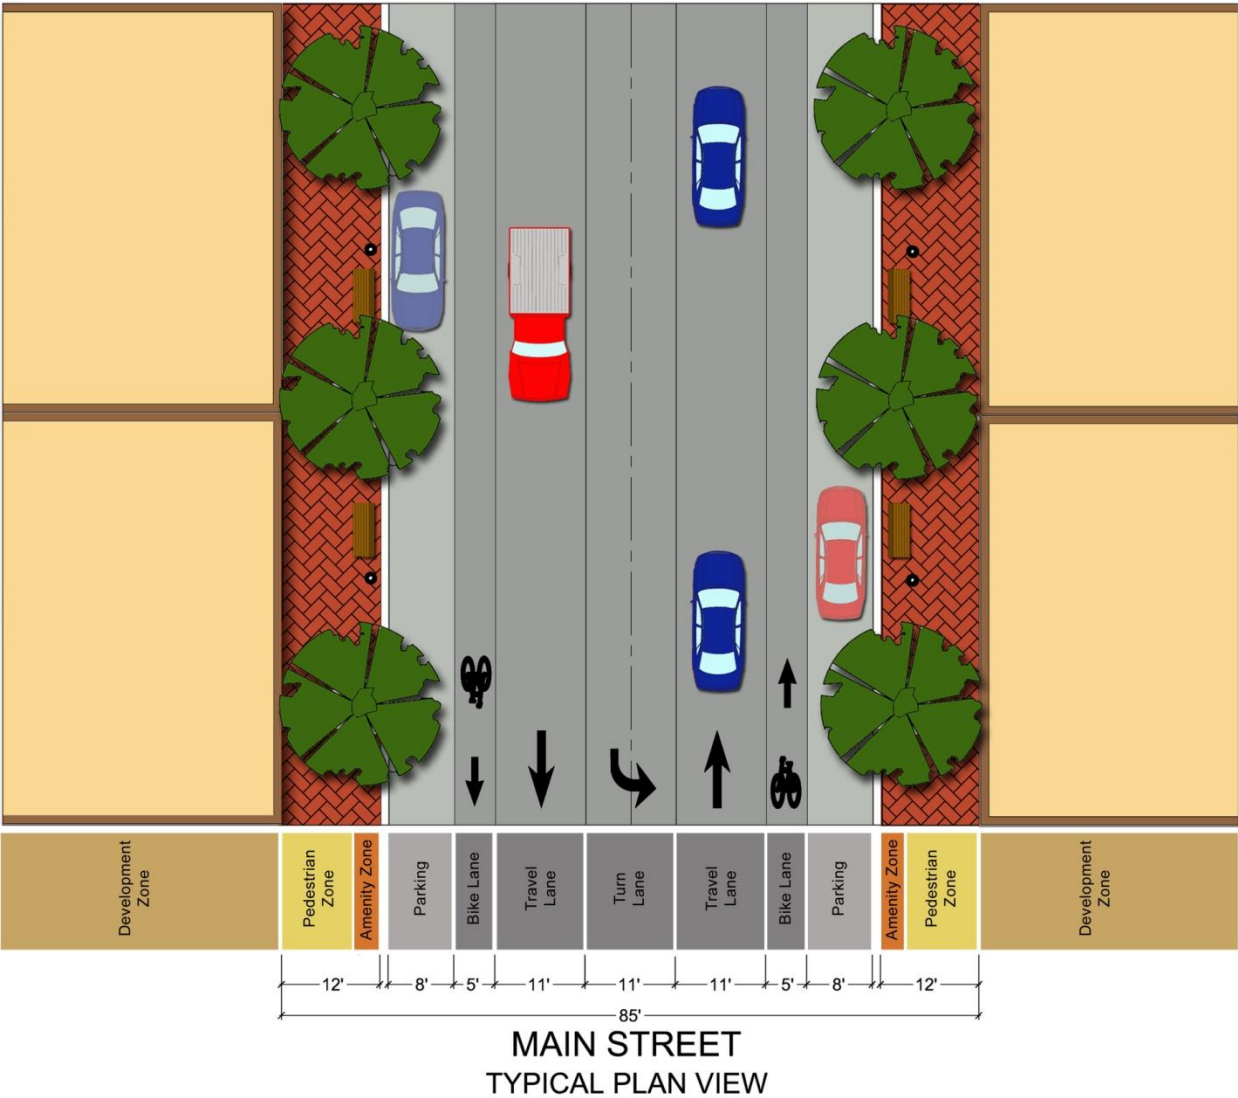 Development
Zone
Pedestrian
Zone
Amenity Zone
Parking
Bike Lane
Travel
Lane
Turn
Lane
Travel
Lane
Bike Lane
Parking
Amenity Zone
Pedestrian
Zone
Development
Zone
12' 8' 5' 11' 11' 11' 5' 8' 12'
85'
MAIN STREET
TYPICAL PLAN VIEW